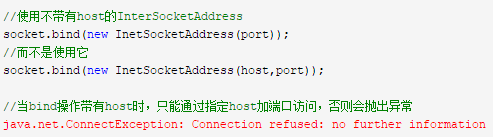 //使用不带有host的InterSocketAddress
socket.bind(new InetSocketAddress(port));
//而不是使用它
socket.bind(new InetSocketAddress(host,port));
//当bind操作带有host时，只能通过指定host加端口访问，否则会抛出异常
java.net.ConnectException: Connection refused: no further information